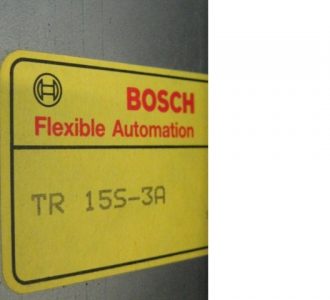 BOSCH
Flexible Automation
TR 15S-3A